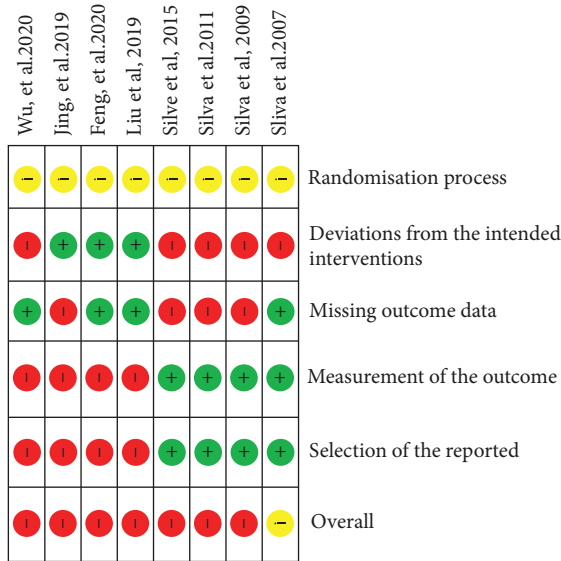 Wu, et al.2020
Jing, et al.2019
Feng, et al.2020
Liu et al, 2019
Silve et al, 2015
Silva et al.2011
Silva et al, 2009
Sliva et al.2007
! ! ! ! ! ! ! ! Randomisation process
− + + + − − − − Deviations from the intended
interventions
+ − + + − − − + Missing outcome data
− − − − + + + + Measurement of the outcome
− − − − + + + + Selection of the reported
− − − − − − − ! Overall